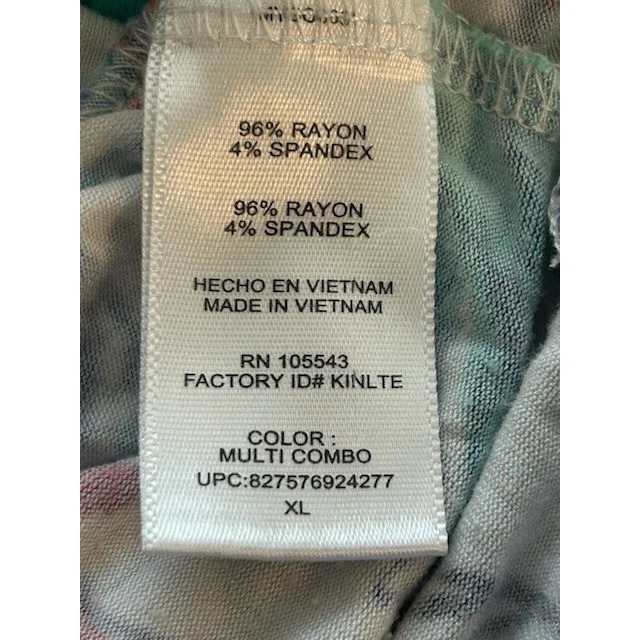 96% RAYON
4% SPANDEX
96% RAYON
4% SPANDEX
HECHO EN VIETNAM
MADE IN VIETNAM
RN 105543
FACTORY ID# KINLTE
COLOR :
MULTI COMBO
UPC:827576924277
XL